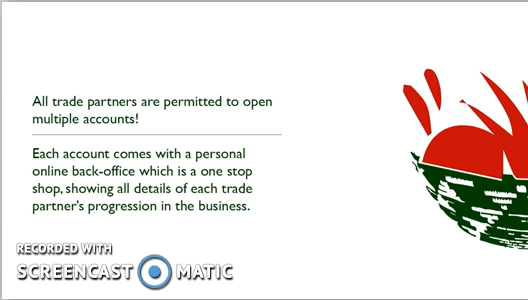 All trade partners are permitted to open
multiple accounts!
Each account comes with a personal
online back-office which is a one stop
shop, showing all details of each trade
partner's progression in the business.
RECORDED WITH
SCREENCAST MATIC